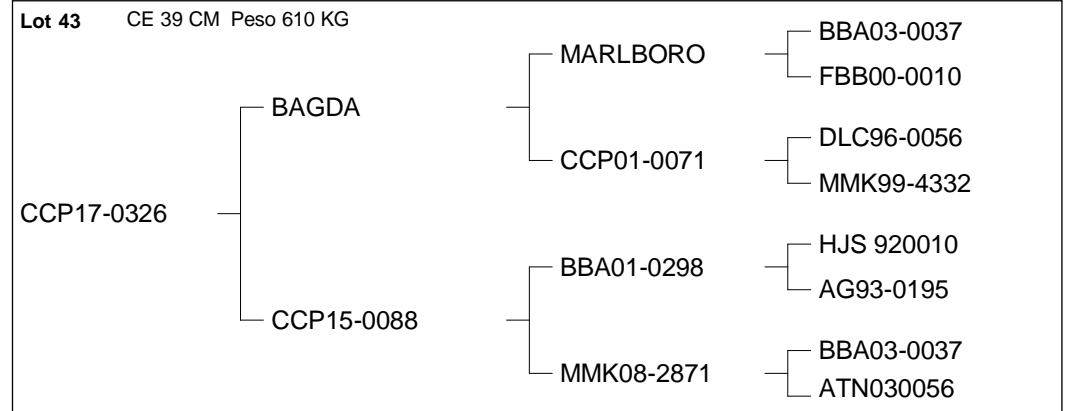 Lot 43 CE 39 CM Peso 610 KG
BBA03-0037
MARLBORO
FBB00-0010
BAGDA
DLC96-0056
CCP01-0071
MMK99-4332
CCP17-0326
HJS 920010
BBA01-0298
AG93-0195
CCP15-0088
BBA03-0037
MMK08-2871
ATN030056